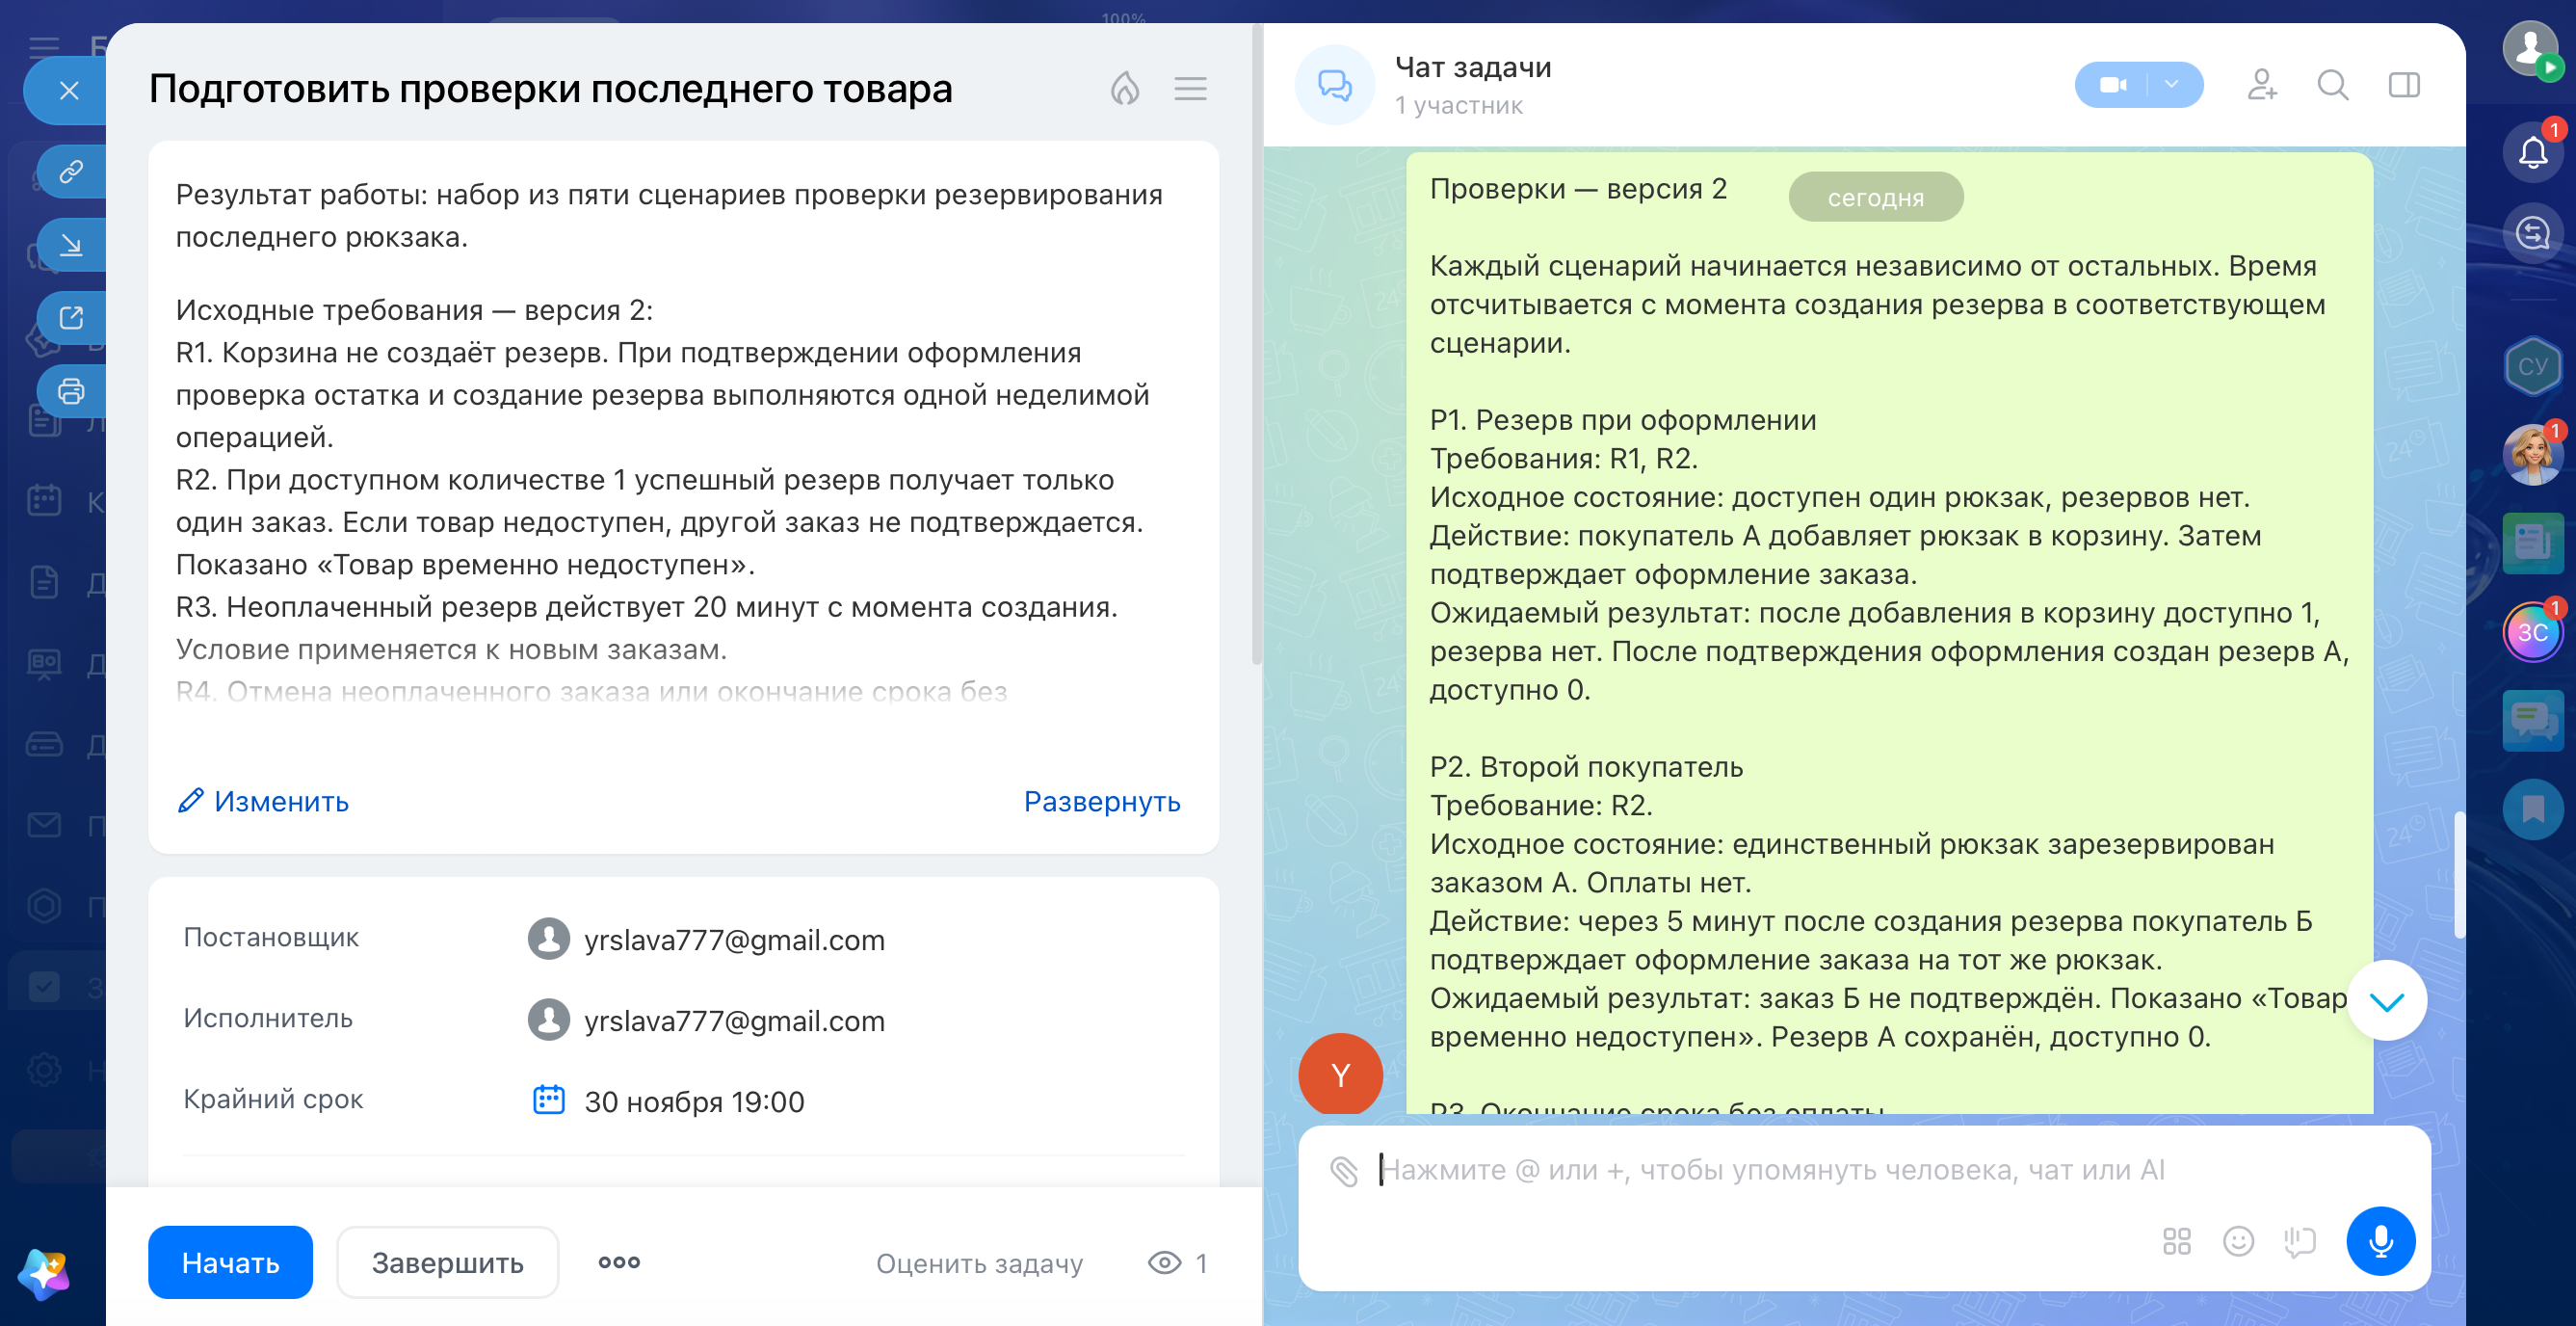 100%
Подготовить проверки последнего товара
Результат работы: набор из пяти сценариев проверки резервирования
последнего рюкзака.
Исходные требования — версия 2:
R1. Корзина не создаёт резерв. При подтверждении оформления
проверка остатка и создание резерва выполняются одной неделимой
операцией.
R2. При доступном количестве 1 успешный резерв получает только
один заказ. Если товар недоступен, другой заказ не подтверждается.
Показано «Товар временно недоступен».
R3. Неоплаченный резерв действует 20 минут с момента создания.
Условие применяется к новым заказам.
R4. Отмена неоплаченного заказа или окончание срока без
Изменить
Развернуть
Постановщик
yrslava777@gmail.com
Исполнитель
yrslava777@gmail.com
Крайний срок
30 ноября 19:00
Начать
Завершить
Оценить задачу
1
Чат задачи
1 участник
сегодня
Проверки — версия 2
Каждый сценарий начинается независимо от остальных. Время
отсчитывается с момента создания резерва в соответствующем
сценарии.
P1. Резерв при оформлении
Требования: R1, R2.
Исходное состояние: доступен один рюкзак, резервов нет.
Действие: покупатель А добавляет рюкзак в корзину. Затем
подтверждает оформление заказа.
Ожидаемый результат: после добавления в корзину доступно 1,
резерва нет. После подтверждения оформления создан резерв А,
доступно 0.
P2. Второй покупатель
Требование: R2.
Исходное состояние: единственный рюкзак зарезервирован
заказом А. Оплаты нет.
Действие: через 5 минут после создания резерва покупатель Б
подтверждает оформление заказа на тот же рюкзак.
Ожидаемый результат: заказ Б не подтверждён. Показано «Товар
временно недоступен». Резерв А сохранён, доступно 0.
P3. Окончание срока без оплаты
Y
Нажмите @ или +, чтобы упомянуть человека, чат или AI
1
СУ
1
ЗС
1